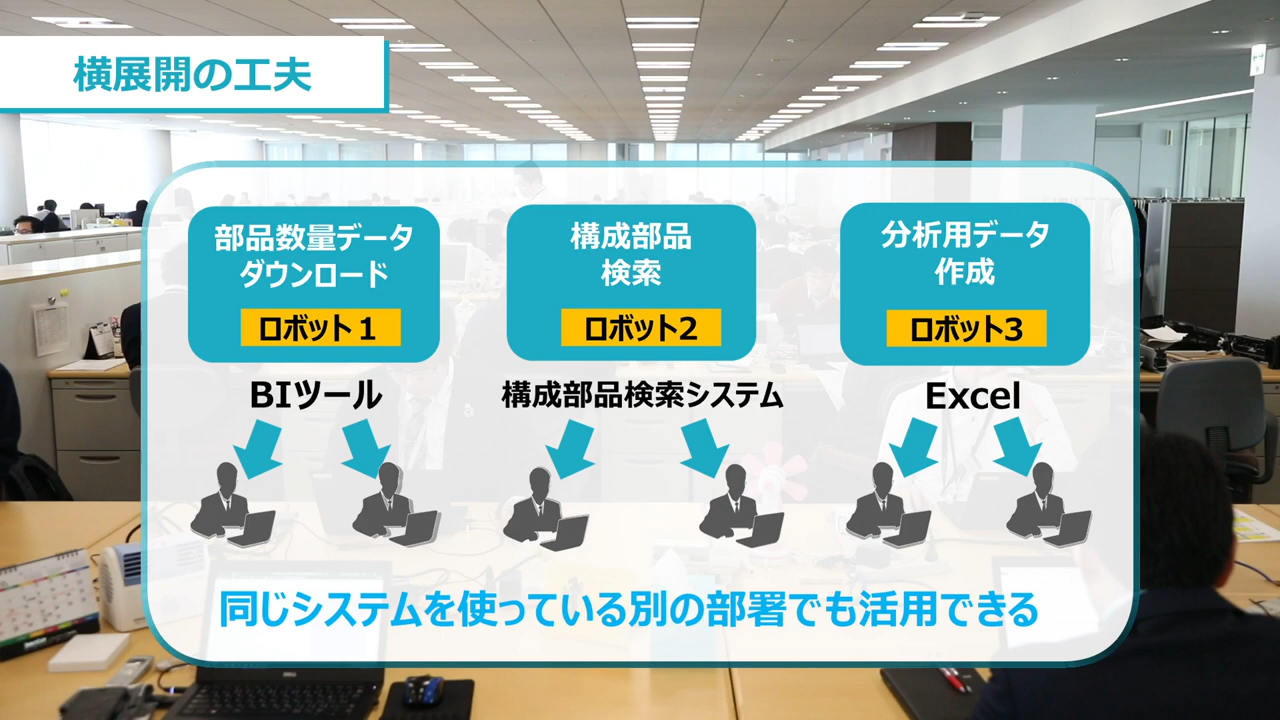 横展開の工夫
部品数量データ
ダウンロード
ロボット1
BIツール
構成部品
検索
ロボット2
構成部品検索システム
分析用データ
作成
ロボット3
Excel
同じシステムを使っている別の部署でも活用できる